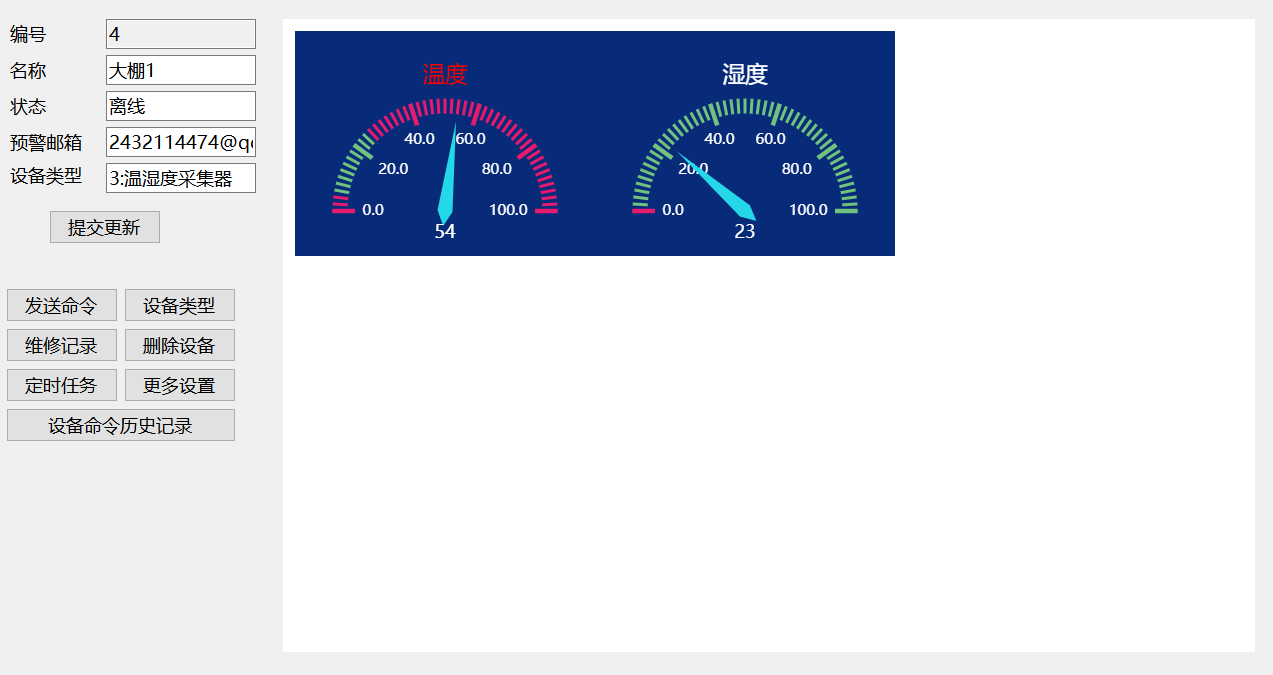 编号 4
名称 大棚1
状态 离线
预警邮箱 2432114474@q
设备类型 3:温湿度采集器
提交更新
发送命令 设备类型
维修记录 删除设备
定时任务 更多设置
设备命令历史记录
温度
40.0 60.0
20.0 80.0
0.0 100.0
54
湿度
40.0 60.0
20.0 80.0
0.0 100.0
23